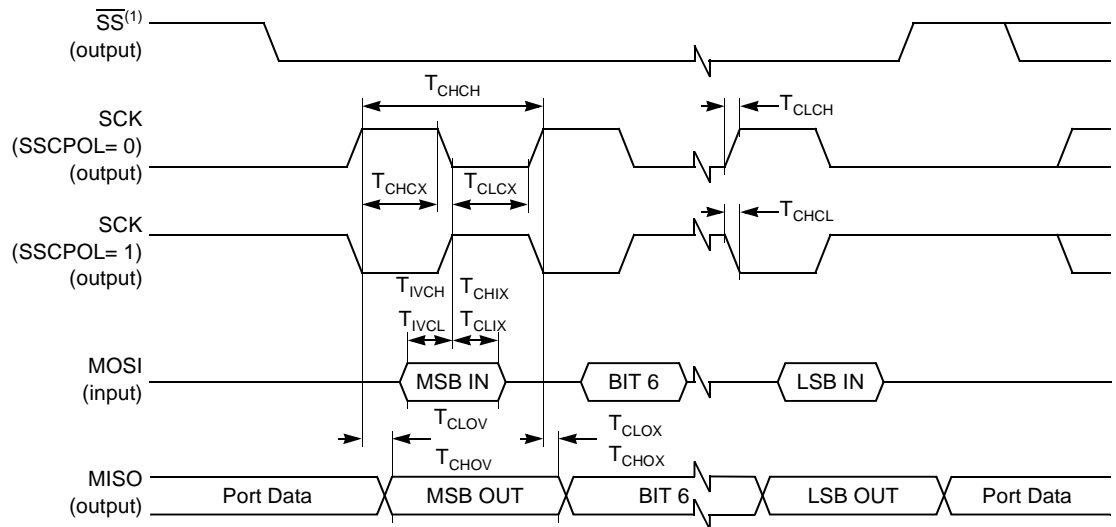 SS(1)
(output)
TCHCH
TCLCH
SCK
(SSCPOL= 0)
(output)
TCHCX
TCLCX
TCHCL
SCK
(SSCPOL= 1)
(output)
TIVCH
TCHIX
TIVCL
TCLIX
MOSI
(input)
MSB IN
BIT 6
LSB IN
TCLOV
TCLOX
TCHOV
TCHOX
MISO
(output)
Port Data
MSB OUT
BIT 6
LSB OUT
Port Data